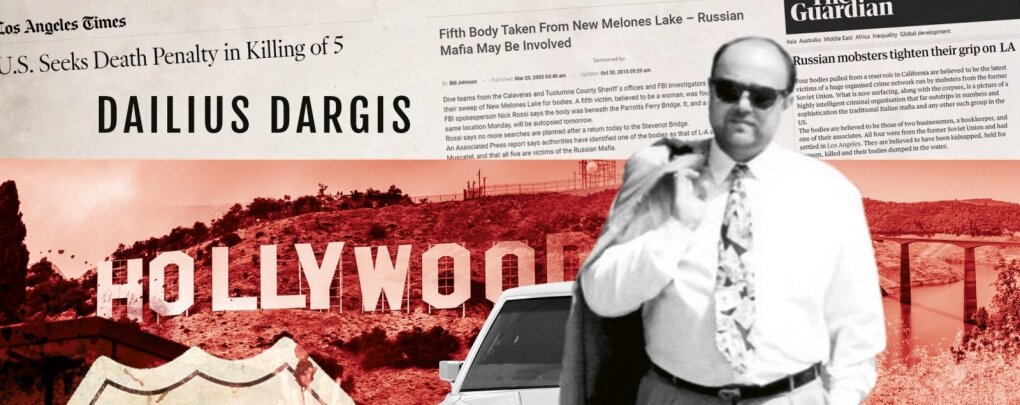 Los Angeles Times
U.S. Seeks Death Penalty in Killing of 5
DAILIUS DARGIS
Fifth Body Taken From New Melones Lake – Russian
Mafia May Be Involved
Sponsored by:
By Bill Johnson Published Mar 20, 2002 04:40 am Updated Oct 30, 2015 09:20 am
Dive teams from the Calaveras and Tuolumne County Sheriff's offices and FBI investigators
their sweep of New Melones Lake for bodies. A fifth victim, believed to be a woman, was fou
FBI spokesperson Nick Rossi says the body was beneath the Parrotts Ferry Bridge. It, and a
same location Monday, will be autopsied tomorrow.
Rossi says no more searches are planned after a return today to the Stevenot Bridge.
An Associated Press report says authorities have identified one of the bodies as that of L-A
Muscatel, and that all five are victims of the Russian Mafia.
The
Guardian
Asia Australia Middle East Africa Inequality Global development
Russian mobsters tighten their grip on LA
Four bodies pulled from a reservoir in California are believed to be the latest
victims of a huge organised crime network run by mobsters from the former
Soviet Union. What is now surfacing, along with the corpses, is a picture of a
highly intelligent criminal organisation that far outstrips in numbers and
sophistication the traditional Italian mafia and any other such group in the
US.
The bodies are believed to be those of two businessmen, a bookkeeper, and
one of their associates. All four were from the former Soviet Union and had
settled in Los Angeles. They are believed to have been kidnapped, held for
som, killed and their bodies dumped in the water.
HOLLYWOOD